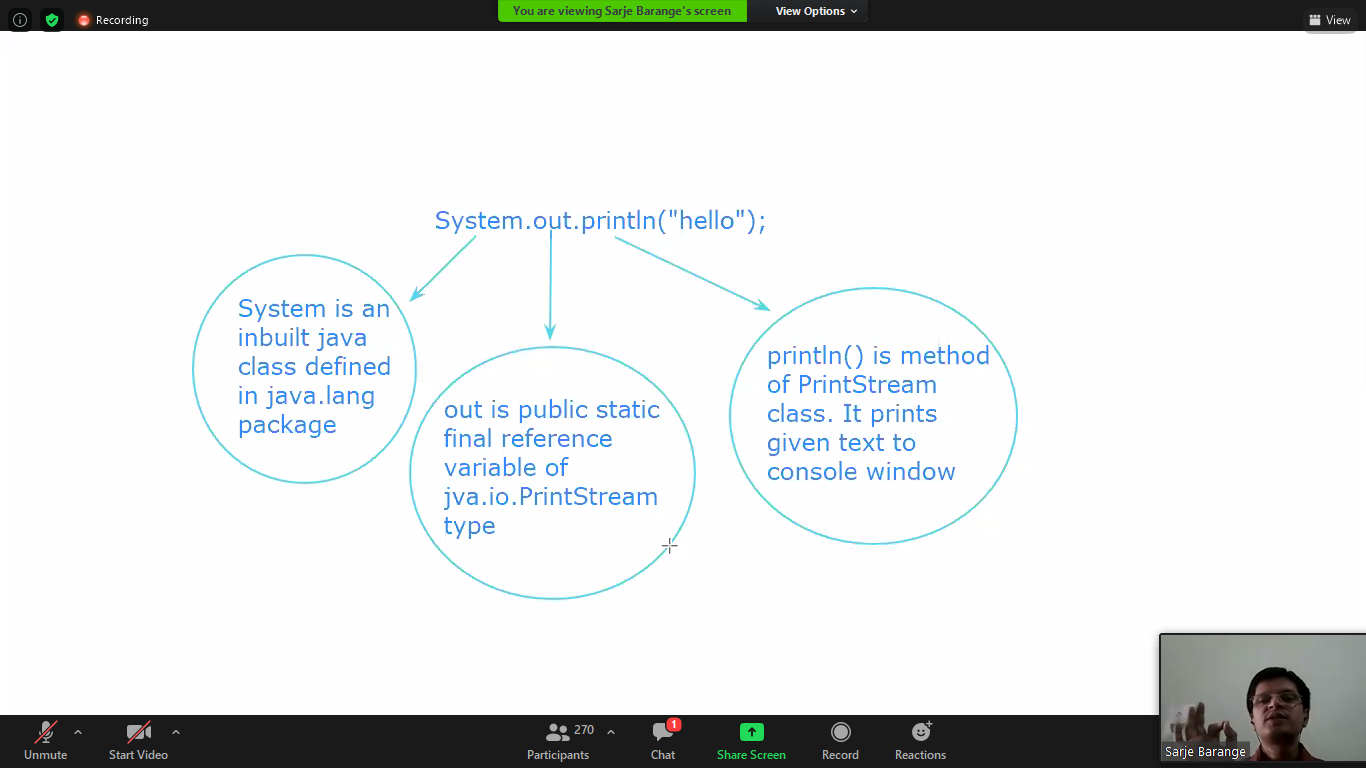 Recording
You are viewing Sarje Barange's screen
View Options
View
System.out.println("hello");
System is an
inbuilt java
class defined
in java.lang
package
out is public static
final reference
variable of
jva.io.PrintStream
type
println() is method
of PrintStream
class. It prints
given text to
console window
Sarje Barange
Unmute
Start Video
270
Participants
1
Chat
Share Screen
Record
Reactions